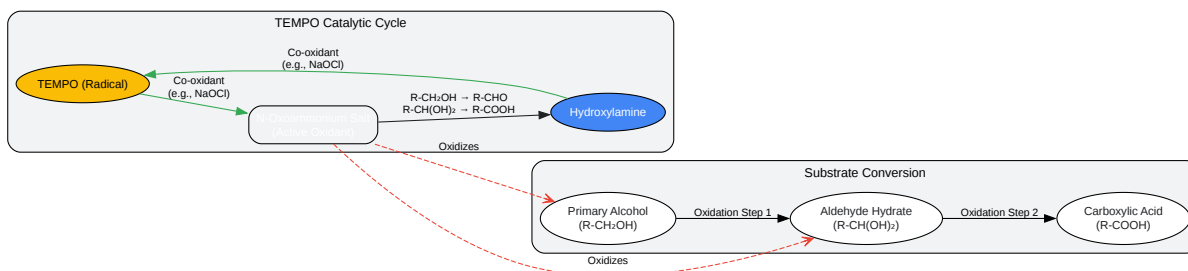 TEMPO Catalytic Cycle
Co-oxidant
(e.g., NaOCl)
TEMPO (Radical)
Co-oxidant
(e.g., NaOCl)
N-Oxoammonium Salt
(Active Oxidant)
R-CH₂OH → R-CHO
R-CH(OH)₂ → R-COOH
Hydroxylamine
Oxidizes
Substrate Conversion
Primary Alcohol
(R-CH₂OH)
Oxidation Step 1
Aldehyde Hydrate
(R-CH(OH)₂)
Oxidation Step 2
Carboxylic Acid
(R-COOH)
Oxidizes